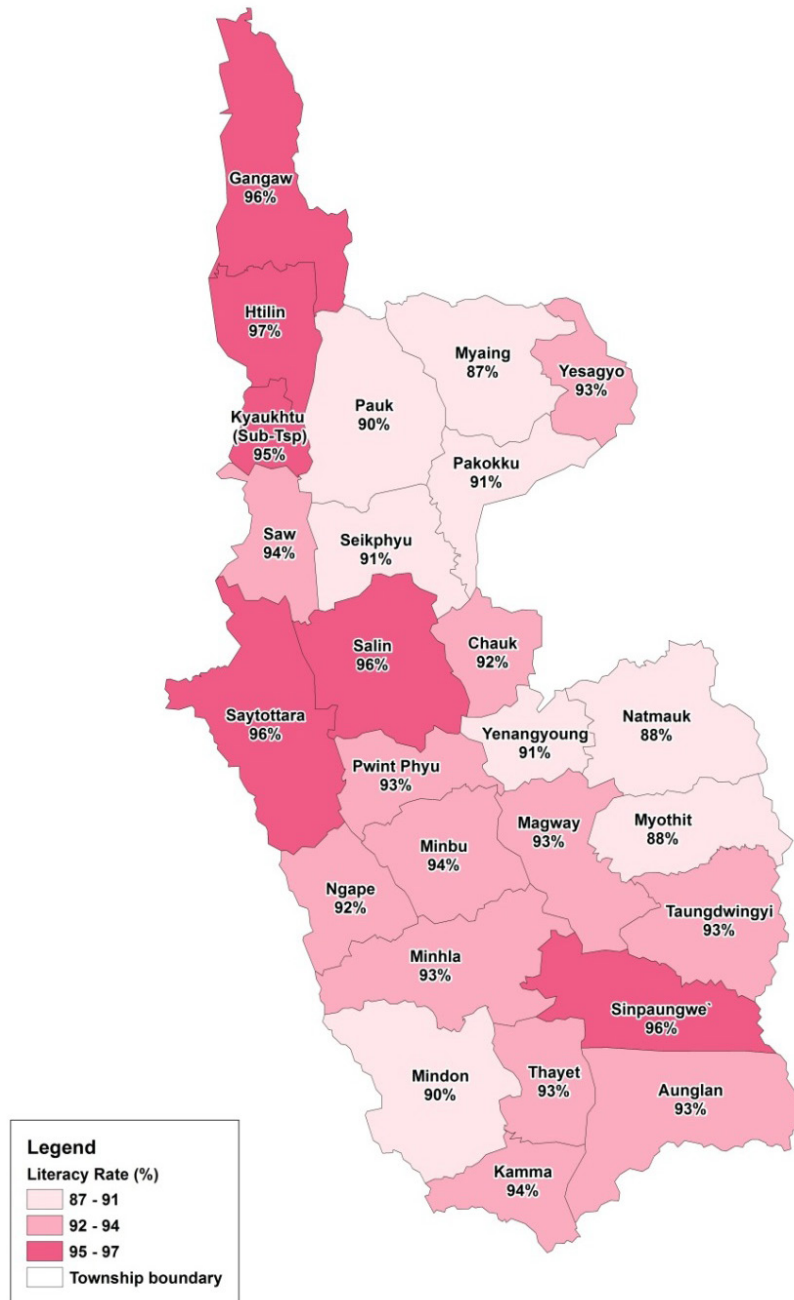 Gangaw
96%
Htilin
97%
Myaing
87%
Yesagyo
93%
Pauk
90%
Kyaukhtu
(Sub-Tsp)
95%
Pakokku
91%
Saw
94%
Seikphyu
91%
Salin
96%
Chauk
92%
Saytottara
96%
Yenangyoung
91%
Natmauk
88%
Pwint Phyu
93%
Magway
93%
Myothit
88%
Minbu
94%
Ngape
92%
Taungdwingyi
93%
Minhla
93%
Sinpaungwe`
96%
Mindon
90%
Thayet
93%
Aunglan
93%
Kamma
94%
Legend
Literacy Rate (%)
87 - 91
92 - 94
95 - 97
Township boundary